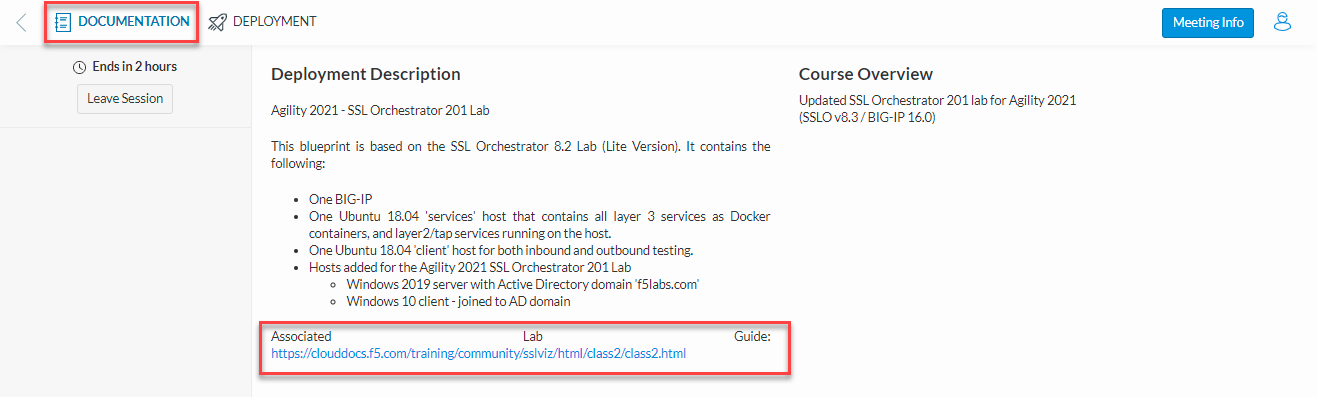 DOCUMENTATION
DEPLOYMENT
Meeting Info
Ends in 2 hours
Leave Session
Deployment Description
Agility 2021 - SSL Orchestrator 201 Lab
This blueprint is based on the SSL Orchestrator 8.2 Lab (Lite Version). It contains the
following:
• One BIG-IP
• One Ubuntu 18.04 'services' host that contains all layer 3 services as Docker
containers, and layer2/tap services running on the host.
• One Ubuntu 18.04 'client' host for both inbound and outbound testing.
• Hosts added for the Agility 2021 SSL Orchestrator 201 Lab
◦ Windows 2019 server with Active Directory domain 'f5labs.com'
◦ Windows 10 client - joined to AD domain
Associated Lab Guide:
https://clouddocs.f5.com/training/community/sslviz/html/class2/class2.html
Course Overview
Updated SSL Orchestrator 201 lab for Agility 2021
(SSLO v8.3 / BIG-IP 16.0)